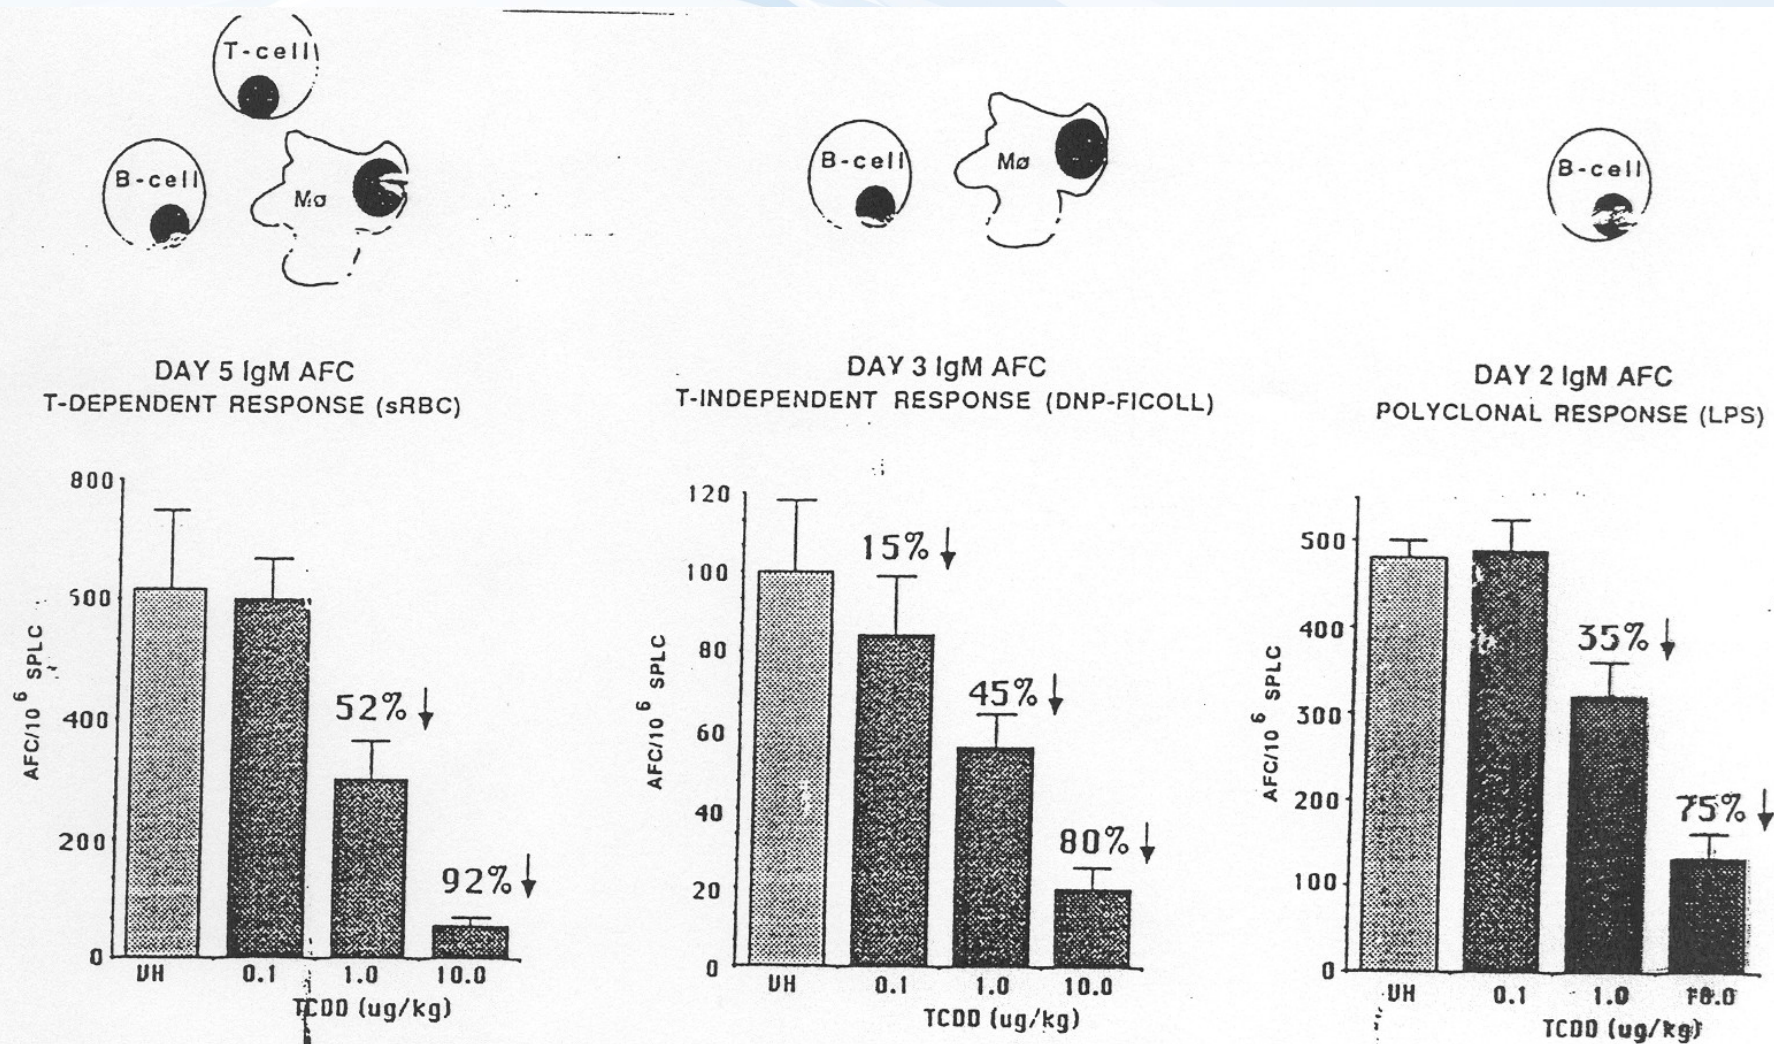 T-cell
B-cell
Mø
B-cell
Mø
B-cell
DAY 5 IgM AFC
T-DEPENDENT RESPONSE (sRBC)
DAY 3 IgM AFC
T-INDEPENDENT RESPONSE (DNP-FICOLL)
DAY 2 IgM AFC
POLYCLONAL RESPONSE (LPS)
AFC/10⁶ SPLC
800
500
400
200
0
52% ↓
92% ↓
VH 0.1 1.0 10.0
TCDD (ug/kg)
AFC/10⁶ SPLC
120
100
80
60
40
20
0
15% ↓
45% ↓
80% ↓
VH 0.1 1.0 10.0
TCDD (ug/kg)
AFC/10⁶ SPLC
500
400
300
200
100
0
35% ↓
75% ↓
VH 0.1 1.0 10.0
TCDD (ug/kg)